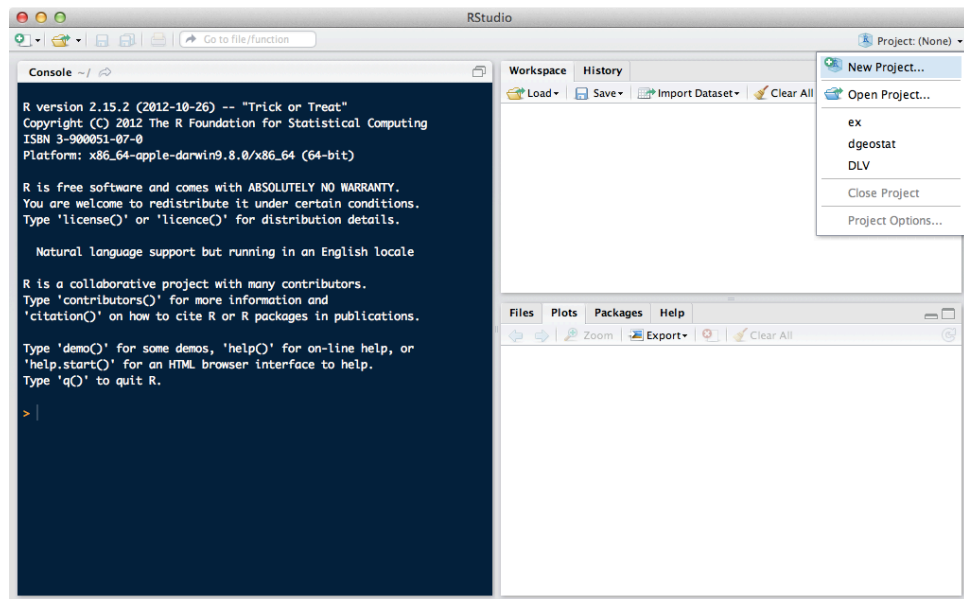 RStudio
Go to file/function
Project: (None)
Console ~/
R version 2.15.2 (2012-10-26) -- "Trick or Treat"
Copyright (C) 2012 The R Foundation for Statistical Computing
ISBN 3-900051-07-0
Platform: x86_64-apple-darwin9.8.0/x86_64 (64-bit)
R is free software and comes with ABSOLUTELY NO WARRANTY.
You are welcome to redistribute it under certain conditions.
Type 'license()' or 'licence()' for distribution details.
Natural language support but running in an English locale
R is a collaborative project with many contributors.
Type 'contributors()' for more information and
'citation()' on how to cite R or R packages in publications.
Type 'demo()' for some demos, 'help()' for on-line help, or
'help.start()' for an HTML browser interface to help.
Type 'q()' to quit R.
>
Workspace History
Load Save Import Dataset Clear All
New Project...
Open Project...
ex
dgeostat
DLV
Close Project
Project Options...
Files Plots Packages Help
Zoom Export Clear All